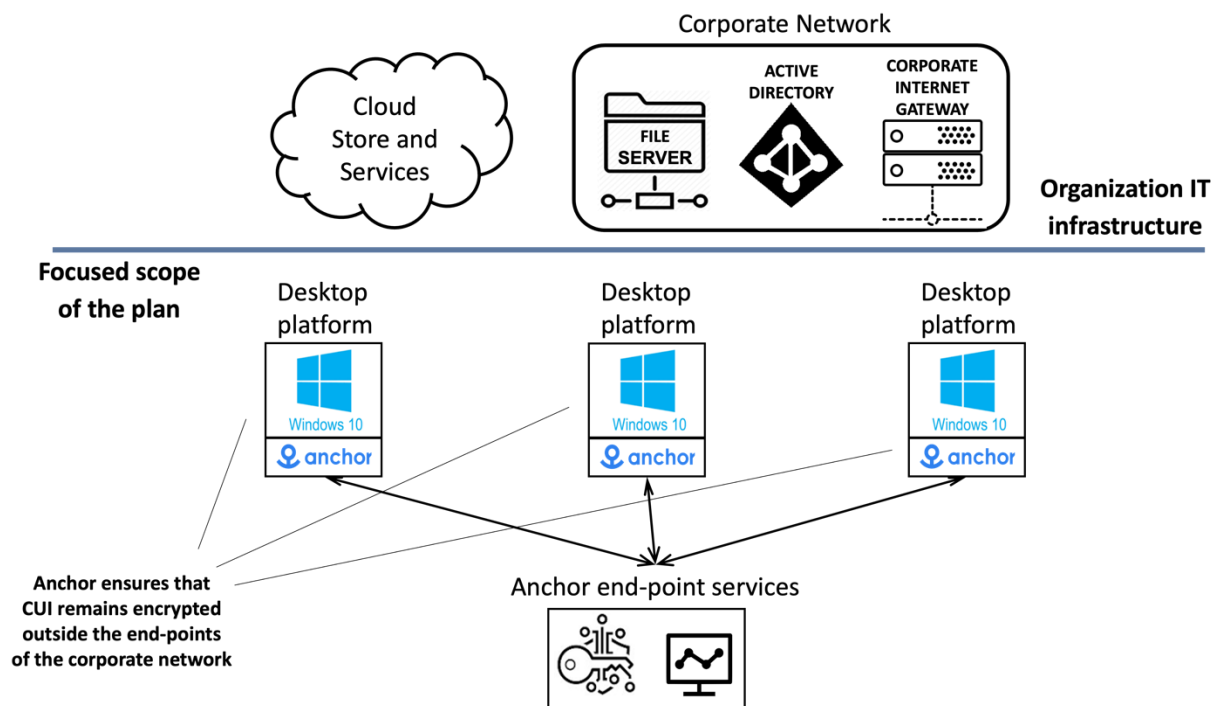 Corporate Network
Cloud
Store and
Services
FILE
SERVER
ACTIVE
DIRECTORY
CORPORATE
INTERNET
GATEWAY
Organization IT
infrastructure
Focused scope
of the plan
Desktop
platform
Windows 10
anchor
Desktop
platform
Windows 10
anchor
Desktop
platform
Windows 10
anchor
Anchor ensures that
CUI remains encrypted
outside the end-points
of the corporate network
Anchor end-point services